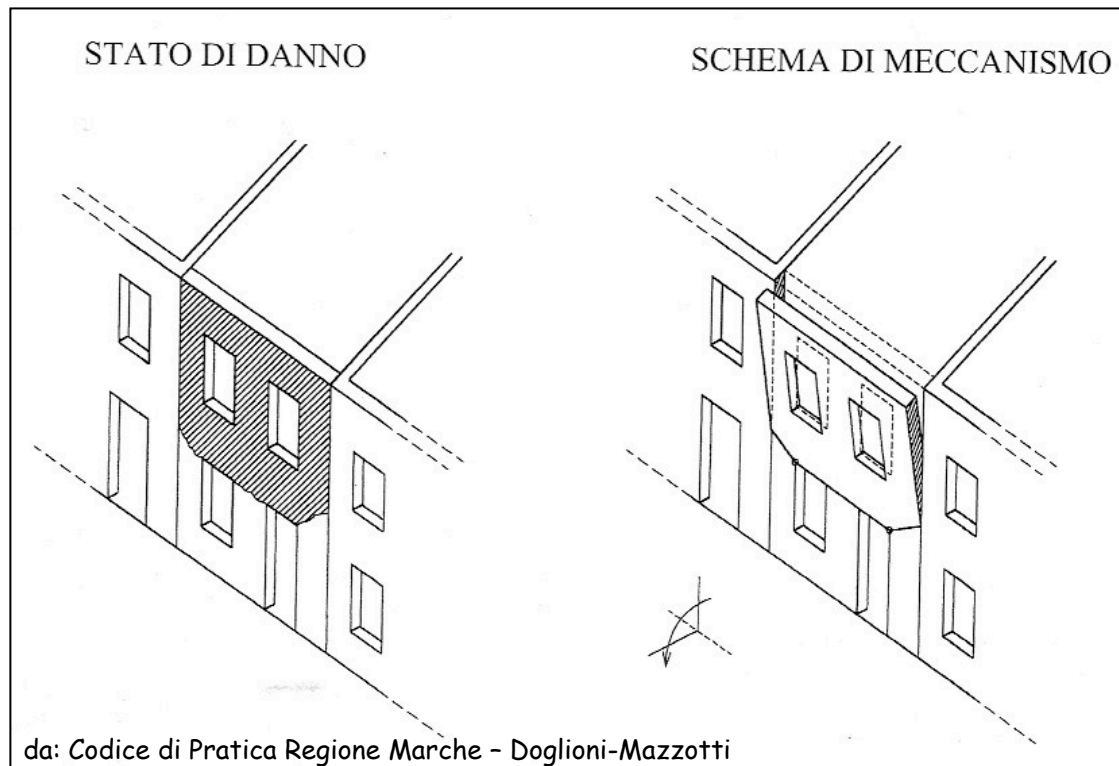 STATO DI DANNO
SCHEMA DI MECCANISMO
da: Codice di Pratica Regione Marche – Doglioni-Mazzotti